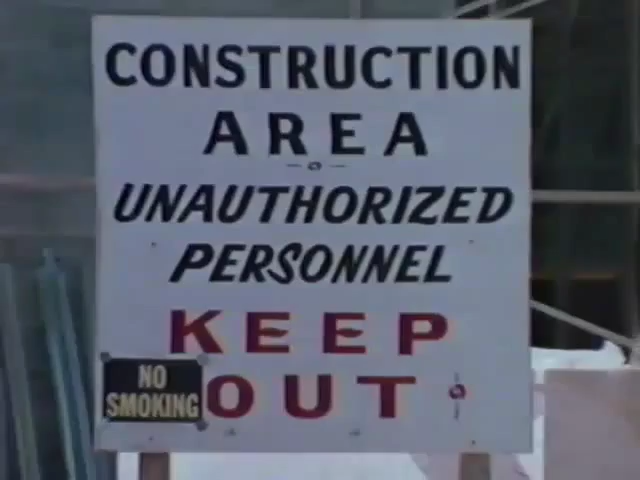 CONSTRUCTION
AREA
UNAUTHORIZED
PERSONNEL
KEEP
OUT
NO
SMOKING